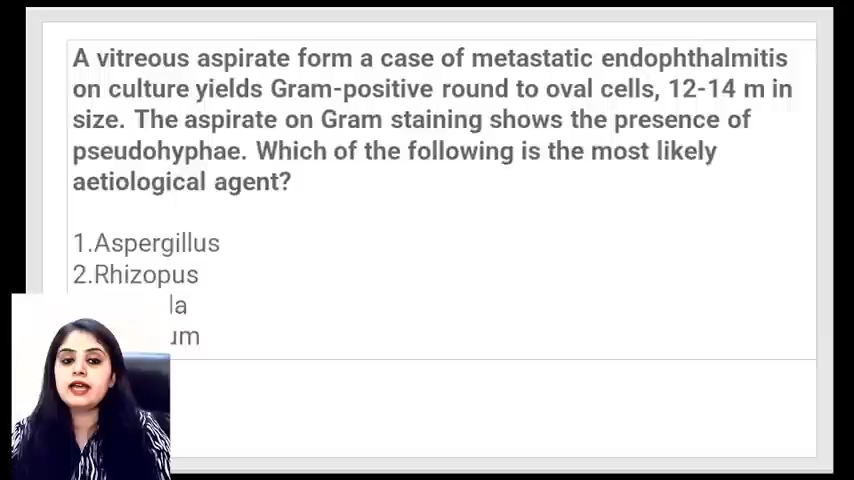 A vitreous aspirate form a case of metastatic endophthalmitis
on culture yields Gram-positive round to oval cells, 12-14 m in
size. The aspirate on Gram staining shows the presence of
pseudohyphae. Which of the following is the most likely
aetiological agent?
1.Aspergillus
2.Rhizopus